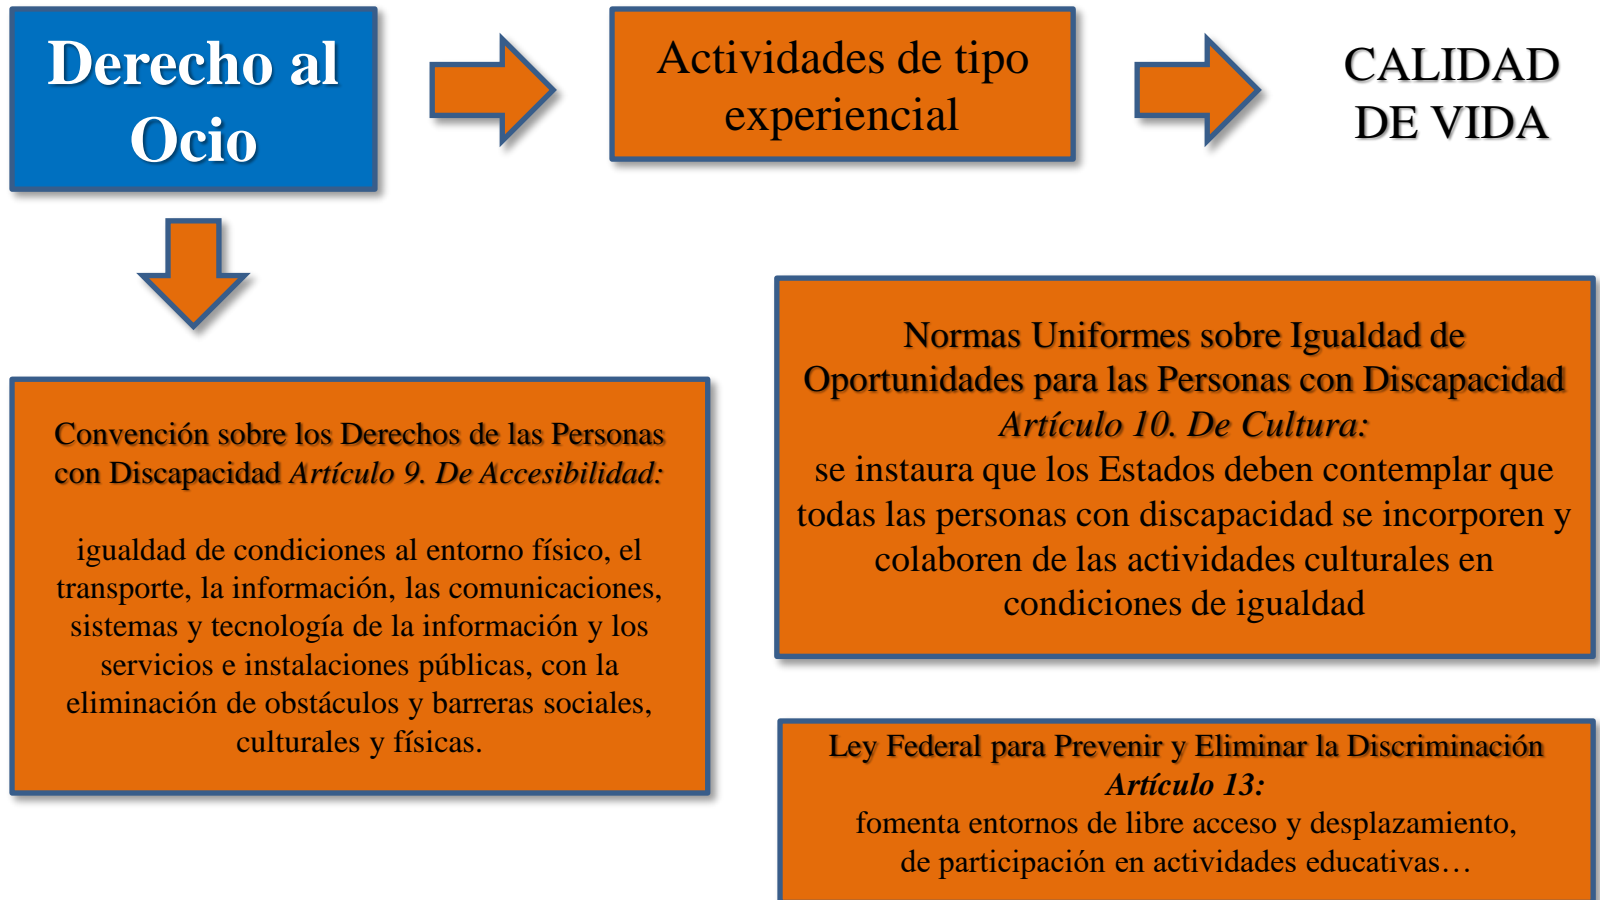 Derecho al
Ocio
Actividades de tipo
experiencial
CALIDAD
DE VIDA
Convención sobre los Derechos de las Personas
con Discapacidad Artículo 9. De Accesibilidad:
igualdad de condiciones al entorno físico, el
transporte, la información, las comunicaciones,
sistemas y tecnología de la información y los
servicios e instalaciones públicas, con la
eliminación de obstáculos y barreras sociales,
culturales y físicas.
Normas Uniformes sobre Igualdad de
Oportunidades para las Personas con Discapacidad
Artículo 10. De Cultura:
se instaura que los Estados deben contemplar que
todas las personas con discapacidad se incorporen y
colaboren de las actividades culturales en
condiciones de igualdad
Ley Federal para Prevenir y Eliminar la Discriminación
Artículo 13:
fomenta entornos de libre acceso y desplazamiento,
de participación en actividades educativas…